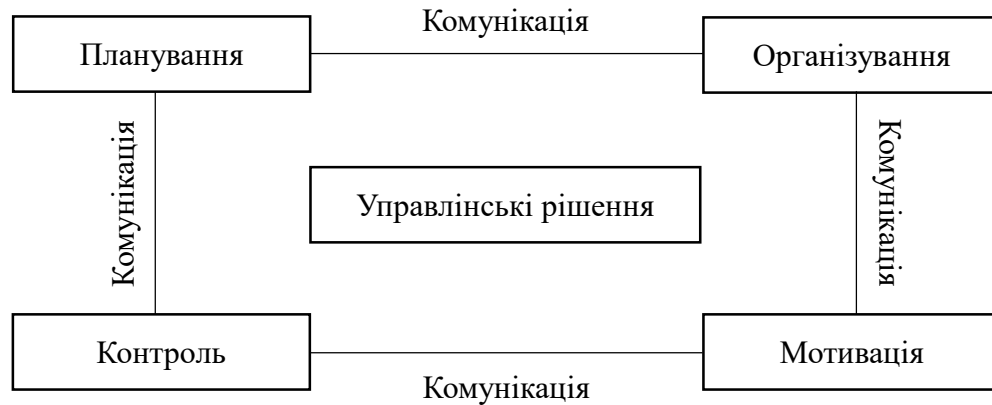 Комунікація
Планування
Організування
Комунікація
Комунікація
Управлінські рішення
Контроль
Мотивація
Комунікація